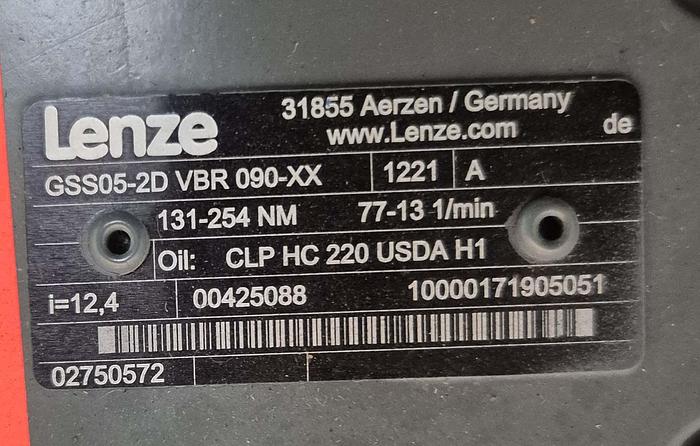 Lenze
31855 Aerzen / Germany
www.Lenze.com
de
GSS05-2D VBR 090-XX 1221 A
131-254 NM 77-13 1/min
Oil: CLP HC 220 USDA H1
i=12,4 00425088 10000171905051
02750572